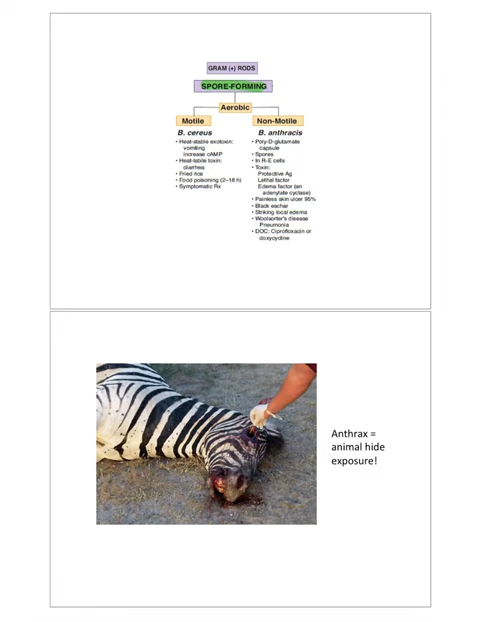 GRAM (+) RODS
SPORE-FORMING
Aerobic
Motile
B. cereus
• Heat-stable exotoxin:
vomiting
increase cAMP
• Heat-labile toxin:
diarrhea
• Fried rice
• Food poisoning (2–18 h)
• Symptomatic Rx
Non-Motile
B. anthracis
• Poly-D-glutamate
capsule
• Spores
• In R-E cells
• Toxin:
Protective Ag
Lethal factor
Edema factor (an
adenylate cyclase)
• Painless skin ulcer 95%
• Black eschar
• Striking local edema
• Woolsorter's disease
Pneumonia
• DOC: Ciprofloxacin or
doxycycline
Anthrax =
animal hide
exposure!